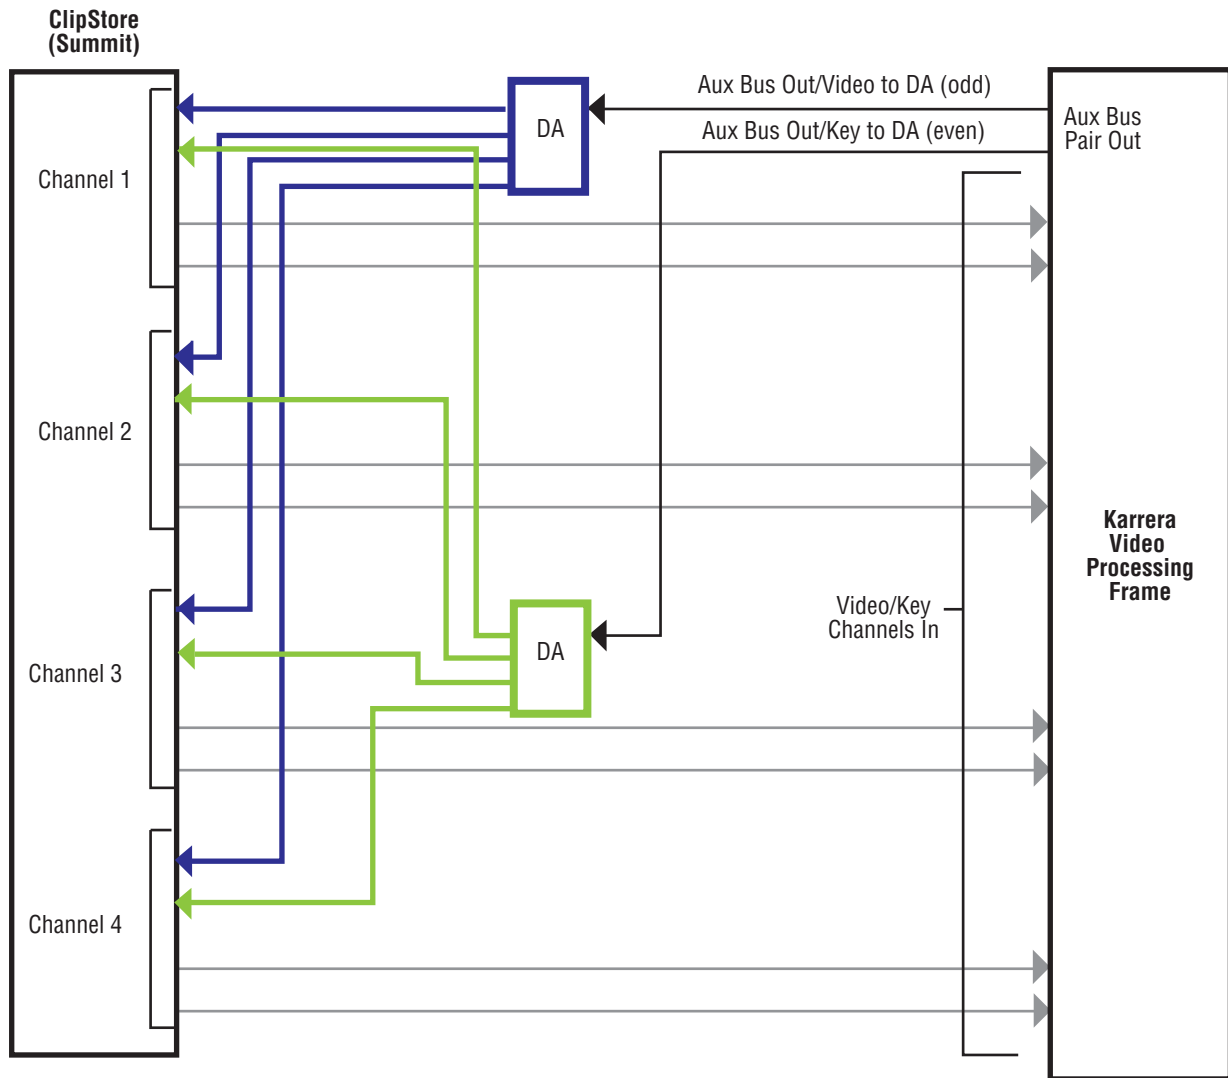 ClipStore
(Summit)
Aux Bus Out/Video to DA (odd)
DA
Aux Bus
Pair Out
Aux Bus Out/Key to DA (even)
Channel 1
Channel 2
Karrera
Video
Processing
Frame
Video/Key
Channels In
DA
Channel 3
Channel 4